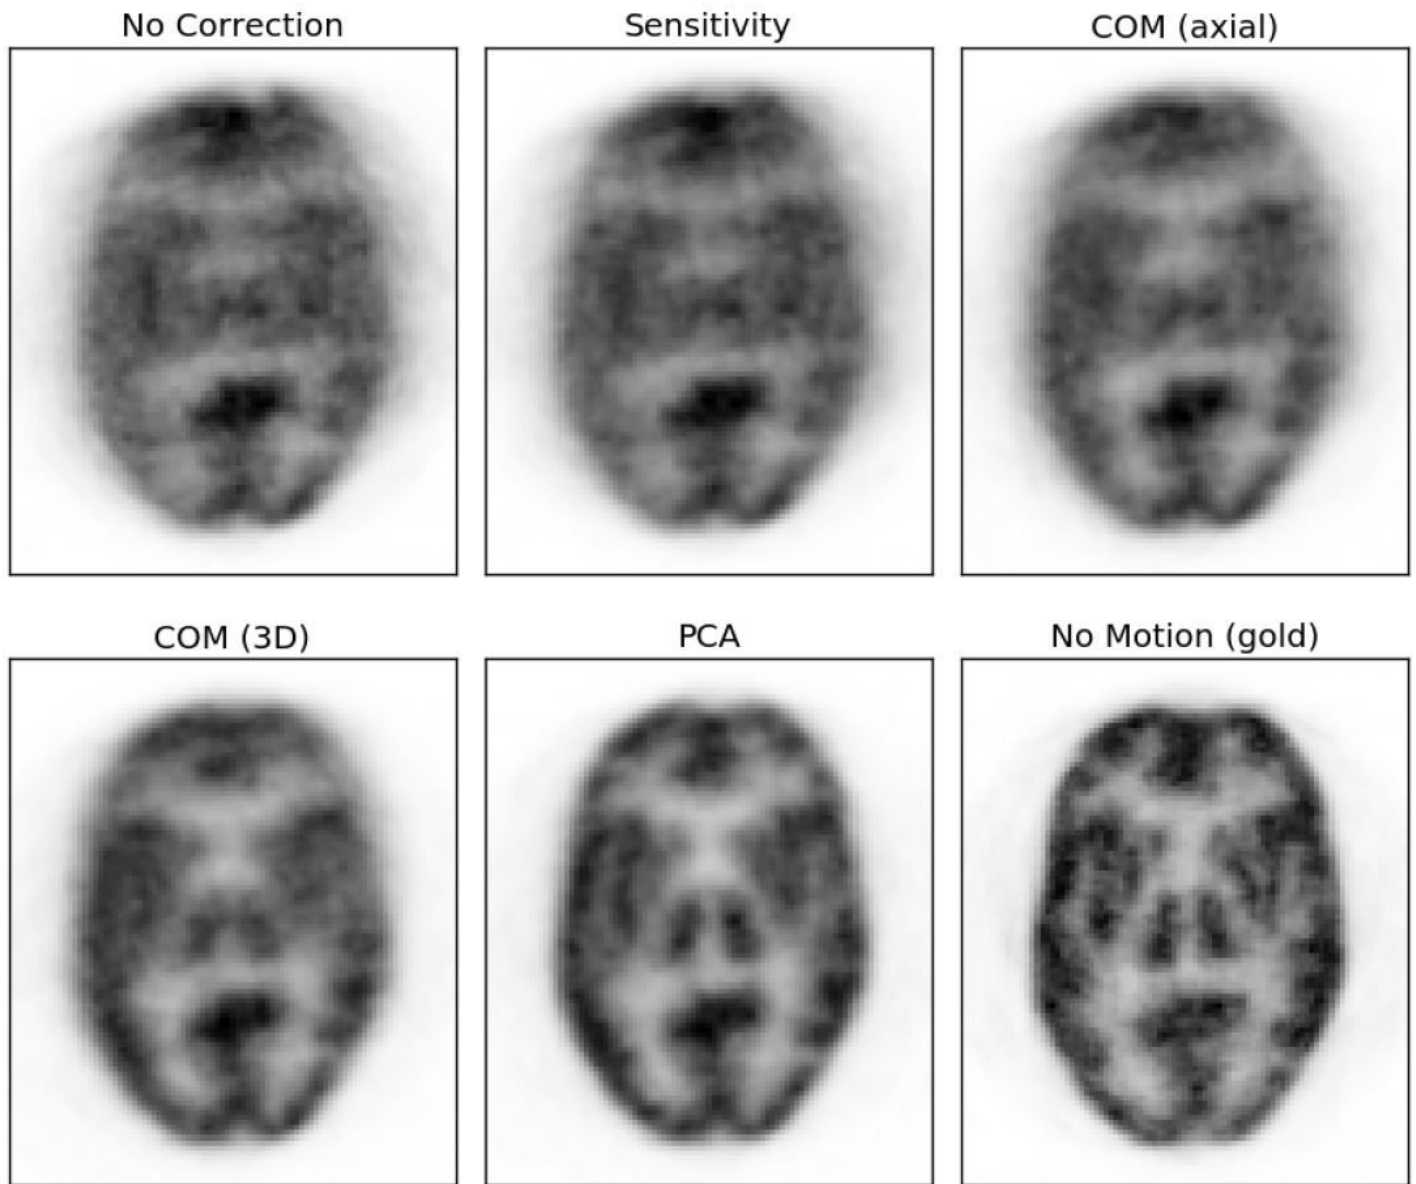 No Correction
Sensitivity
COM (axial)
COM (3D)
PCA
No Motion (gold)